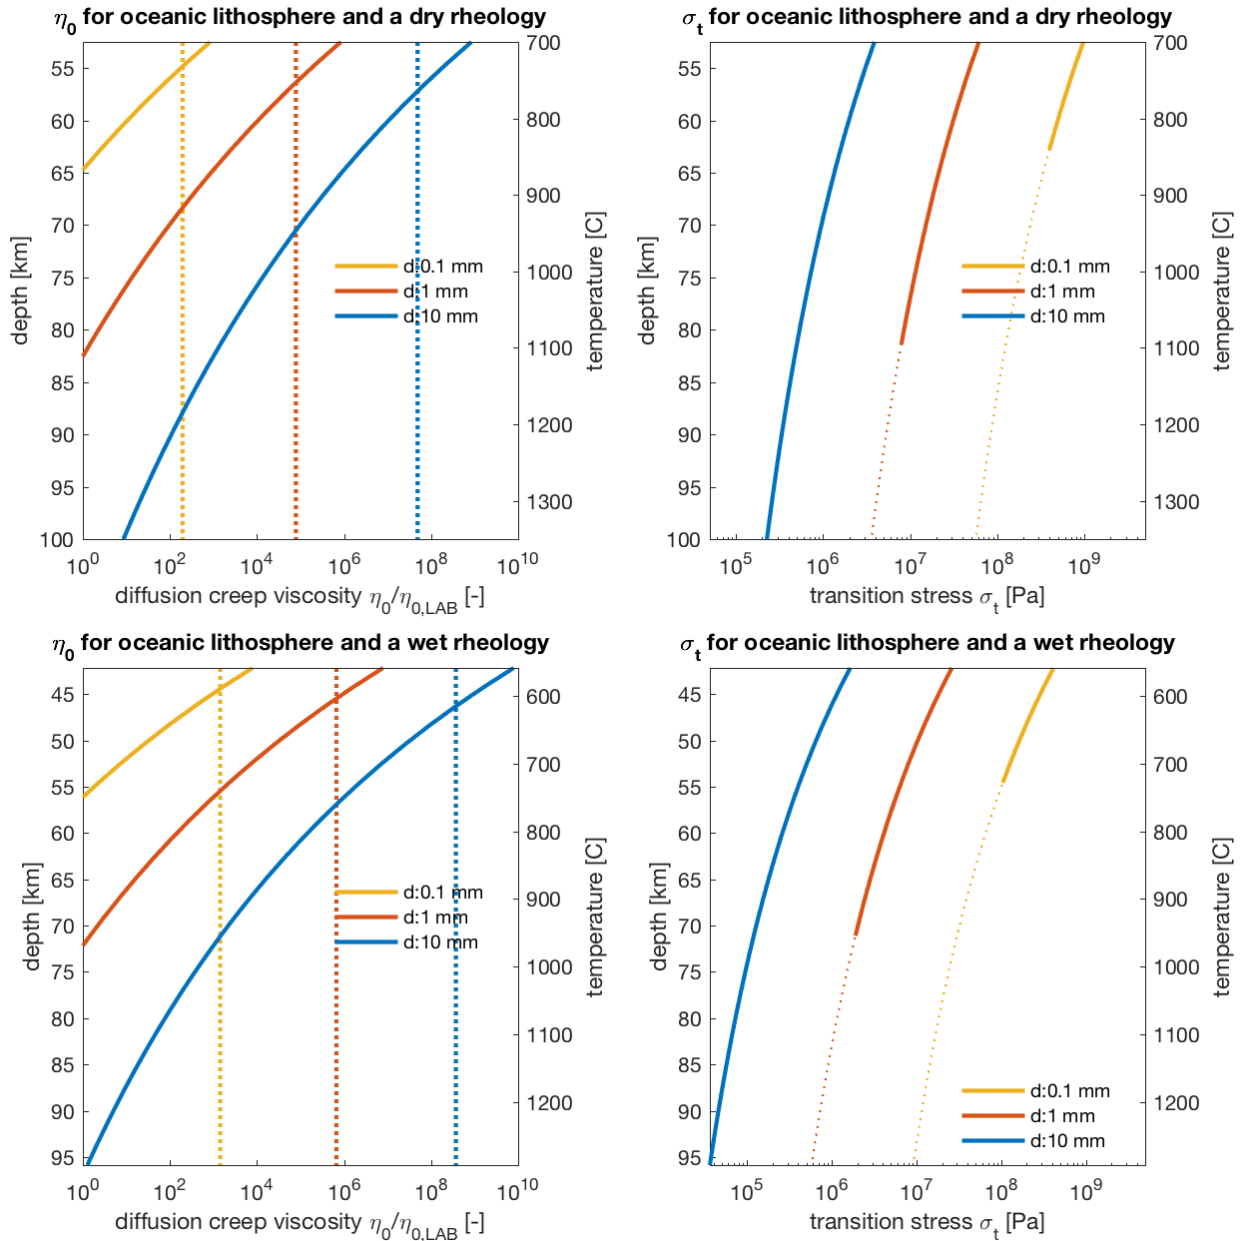 η0 for oceanic lithosphere and a dry rheology
depth [km]
55
60
65
70
75
80
85
90
95
100
700
800
900
1000
1100
1200
1300
temperature [C]
d:0.1 mm
d:1 mm
d:10 mm
10^0 10^2 10^4 10^6 10^8 10^10
diffusion creep viscosity η0/η0,LAB [-]
σt for oceanic lithosphere and a dry rheology
depth [km]
55
60
65
70
75
80
85
90
95
100
700
800
900
1000
1100
1200
1300
temperature [C]
d:0.1 mm
d:1 mm
d:10 mm
10^5 10^6 10^7 10^8 10^9
transition stress σt [Pa]
η0 for oceanic lithosphere and a wet rheology
depth [km]
45
50
55
60
65
70
75
80
85
90
95
600
700
800
900
1000
1100
1200
temperature [C]
d:0.1 mm
d:1 mm
d:10 mm
10^0 10^2 10^4 10^6 10^8 10^10
diffusion creep viscosity η0/η0,LAB [-]
σt for oceanic lithosphere and a wet rheology
depth [km]
45
50
55
60
65
70
75
80
85
90
95
600
700
800
900
1000
1100
1200
temperature [C]
d:0.1 mm
d:1 mm
d:10 mm
10^5 10^6 10^7 10^8 10^9
transition stress σt [Pa]